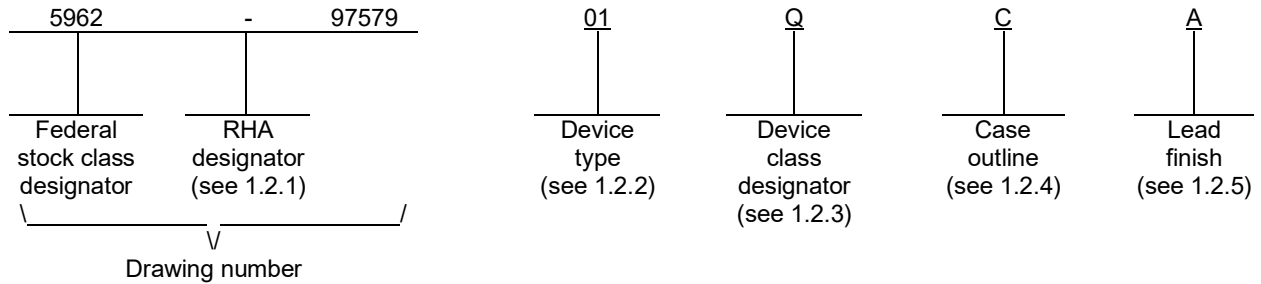 5962 - 97579 01 Q C A
Federal stock class designator
RHA designator (see 1.2.1)
Device type (see 1.2.2)
Device class designator (see 1.2.3)
Case outline (see 1.2.4)
Lead finish (see 1.2.5)
\ /
\/
Drawing number